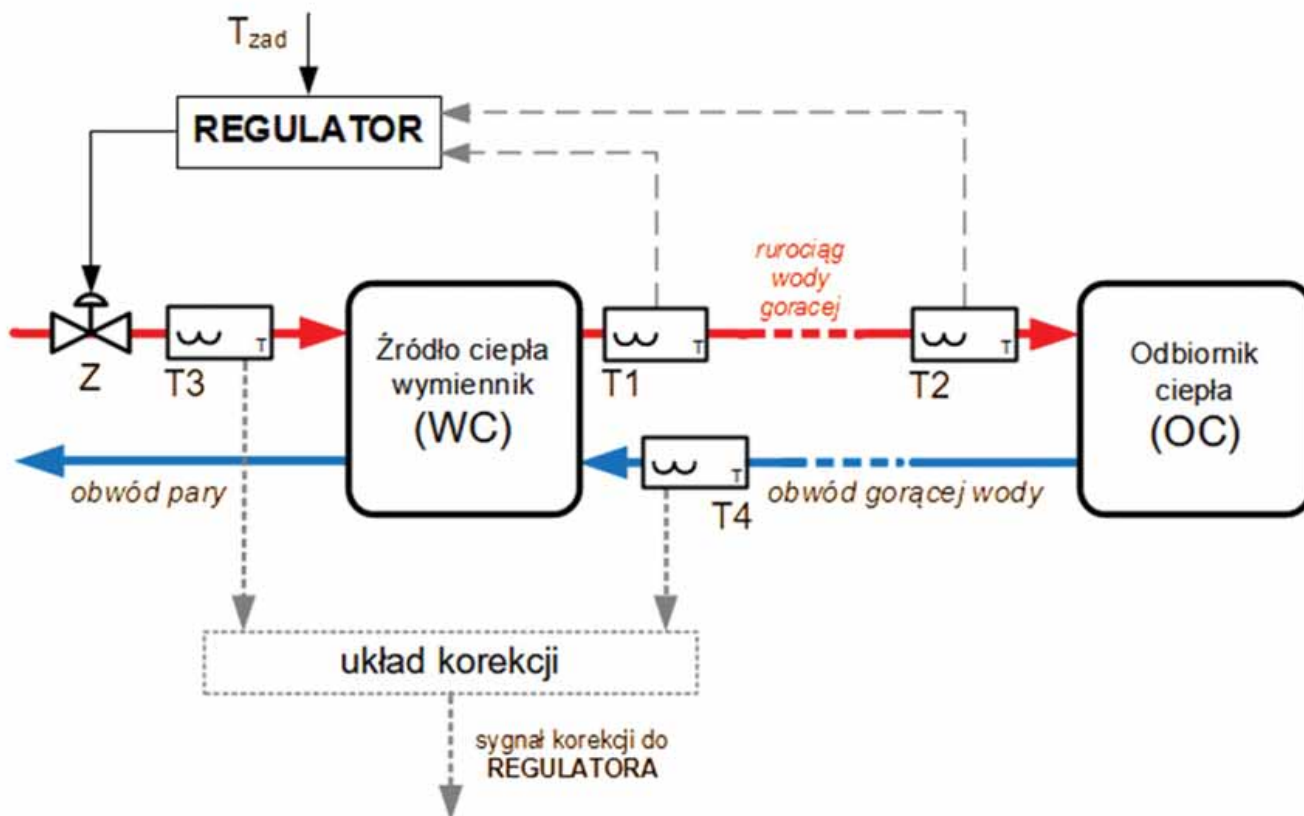 Tzad
REGULATOR
rurociąg
wody
goracej
Z
T3
T
Źródło ciepła
wymiennik
(WC)
T1
T
T2
T
Odbiornik
ciepła
(OC)
obwód pary
T4
T
obwód gorącej wody
układ korekcji
sygnał korekcji do
REGULATORA